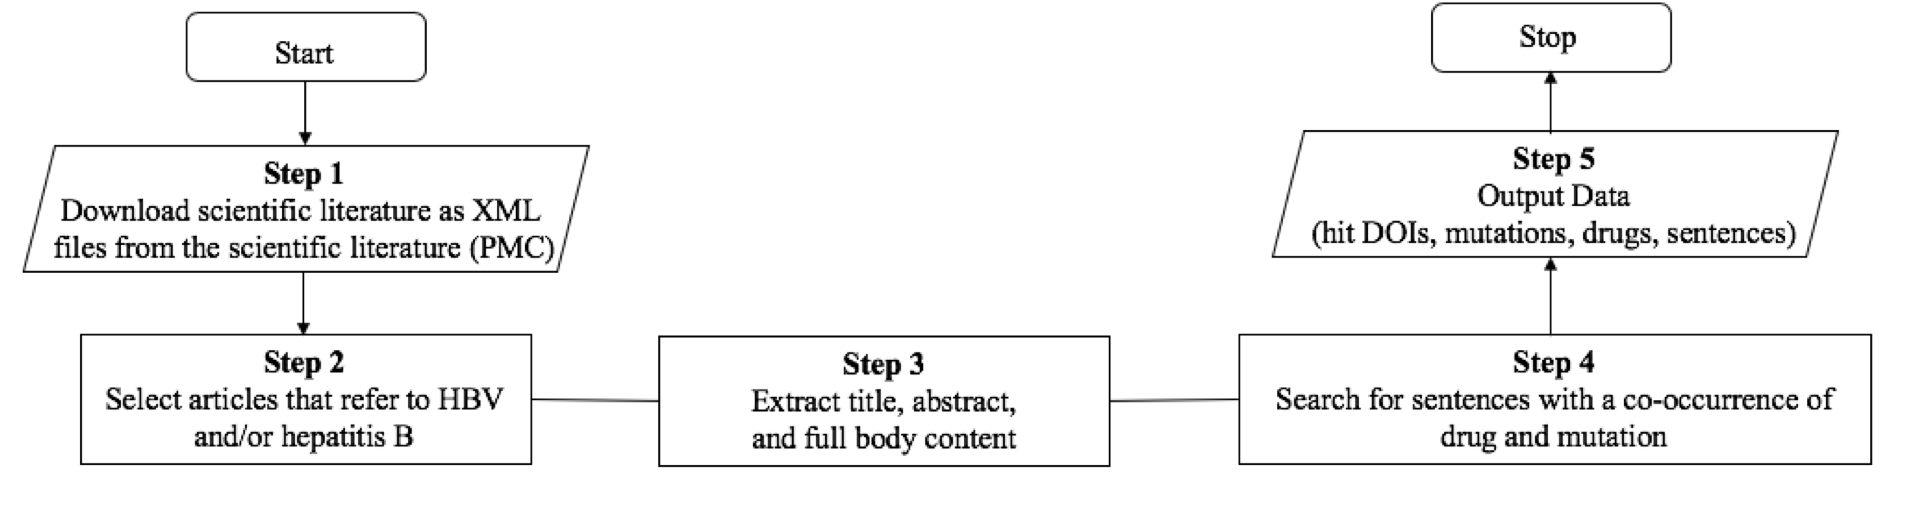 Start
Step 1
Download scientific literature as XML
files from the scientific literature (PMC)
Step 2
Select articles that refer to HBV
and/or hepatitis B
Step 3
Extract title, abstract,
and full body content
Step 4
Search for sentences with a co-occurrence of
drug and mutation
Step 5
Output Data
(hit DOIs, mutations, drugs, sentences)
Stop